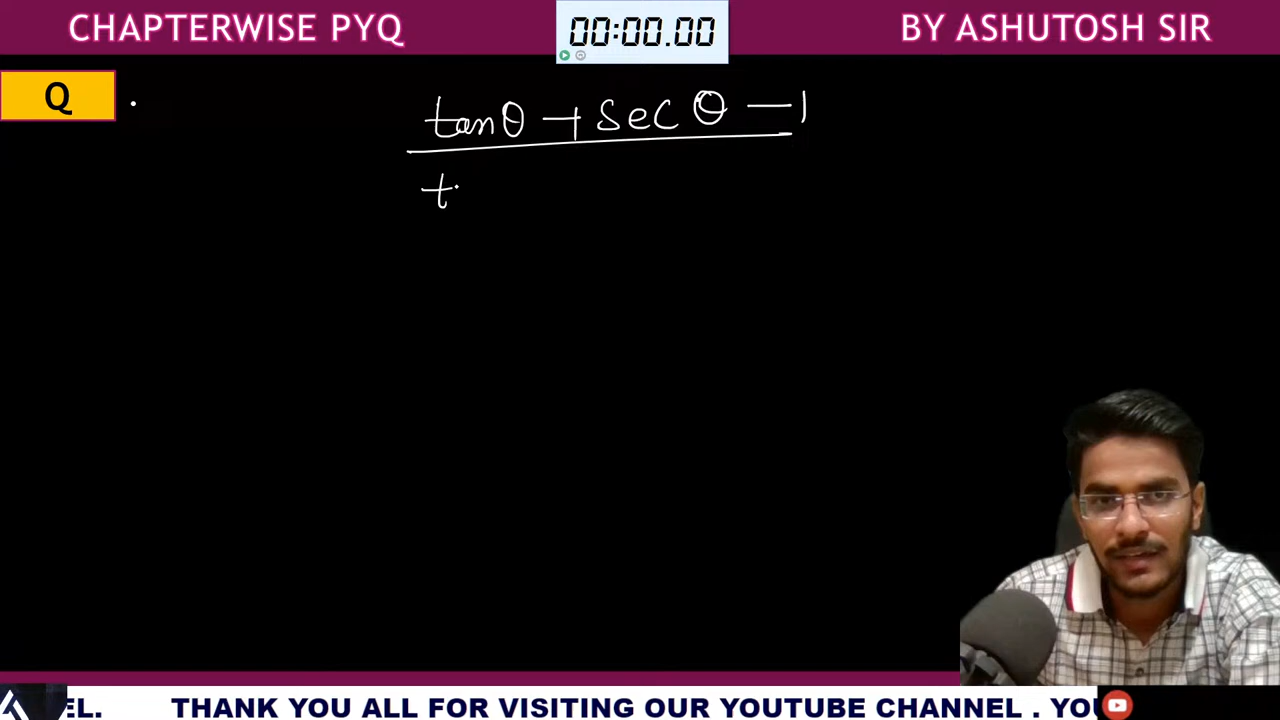 CHAPTERWISE PYQ
00:00.00
BY ASHUTOSH SIR
Q .
tanθ + Sec θ - 1
t
EL. THANK YOU ALL FOR VISITING OUR YOUTUBE CHANNEL . YOU